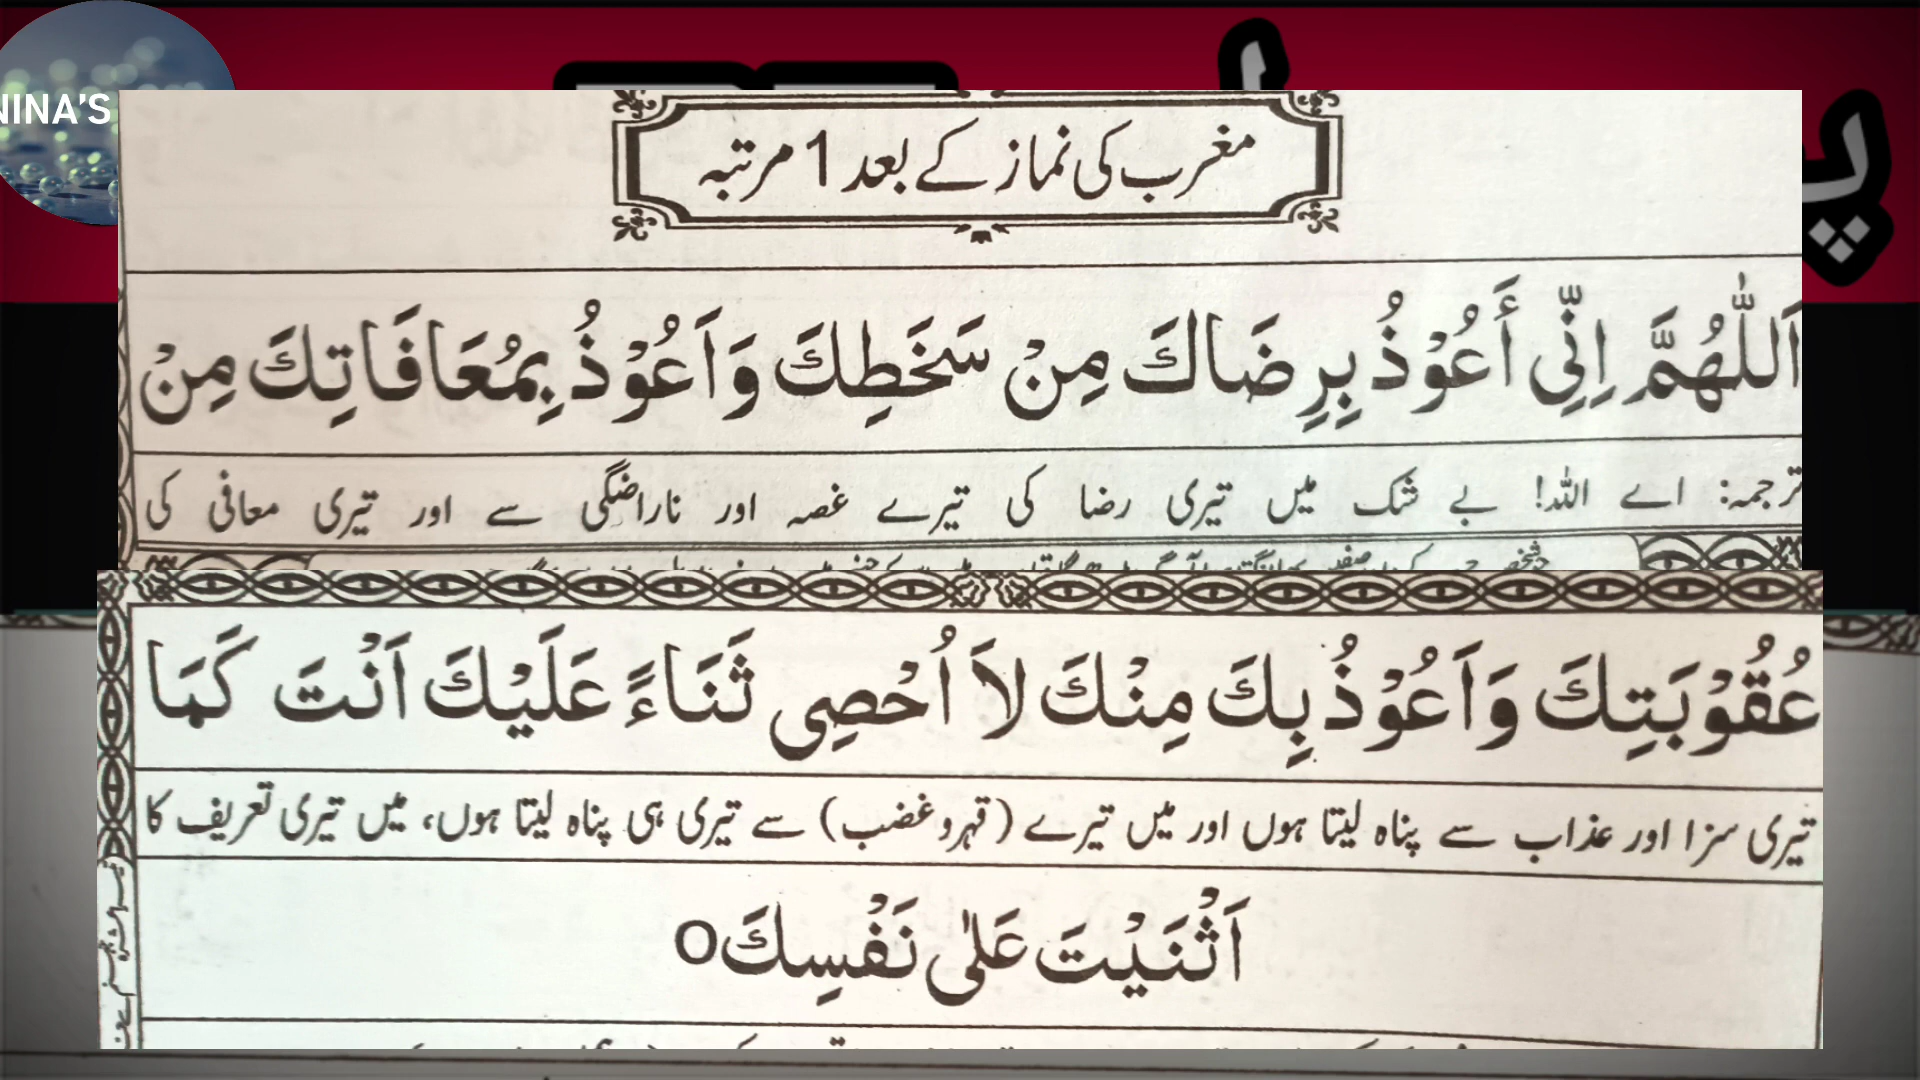 NINA'S
مغرب کی نماز کے بعد 1 مرتبہ
اَللّٰهُمَّ اِنِّي أَعُوْذُ بِرِضَاكَ مِنْ سَخَطِكَ وَاَعُوْذُ بِمُعَافَاتِكَ مِنْ
ترجمہ: اے اللہ! بے شک میں تیری رضا کی تیرے غصہ اور ناراضگی سے اور تیری معافی کی
عُقُوْبَتِكَ وَاَعُوْذُ بِكَ مِنْكَ لَا اُحْصِي ثَنَاءً عَلَيْكَ اَنْتَ كَمَا
تیری سزا اور عذاب سے پناہ لیتا ہوں اور میں تیرے (قہر و غضب) سے تیری ہی پناہ لیتا ہوں، میں تیری تعریف کا
اَثْنَيْتَ عَلٰى نَفْسِكَ ○